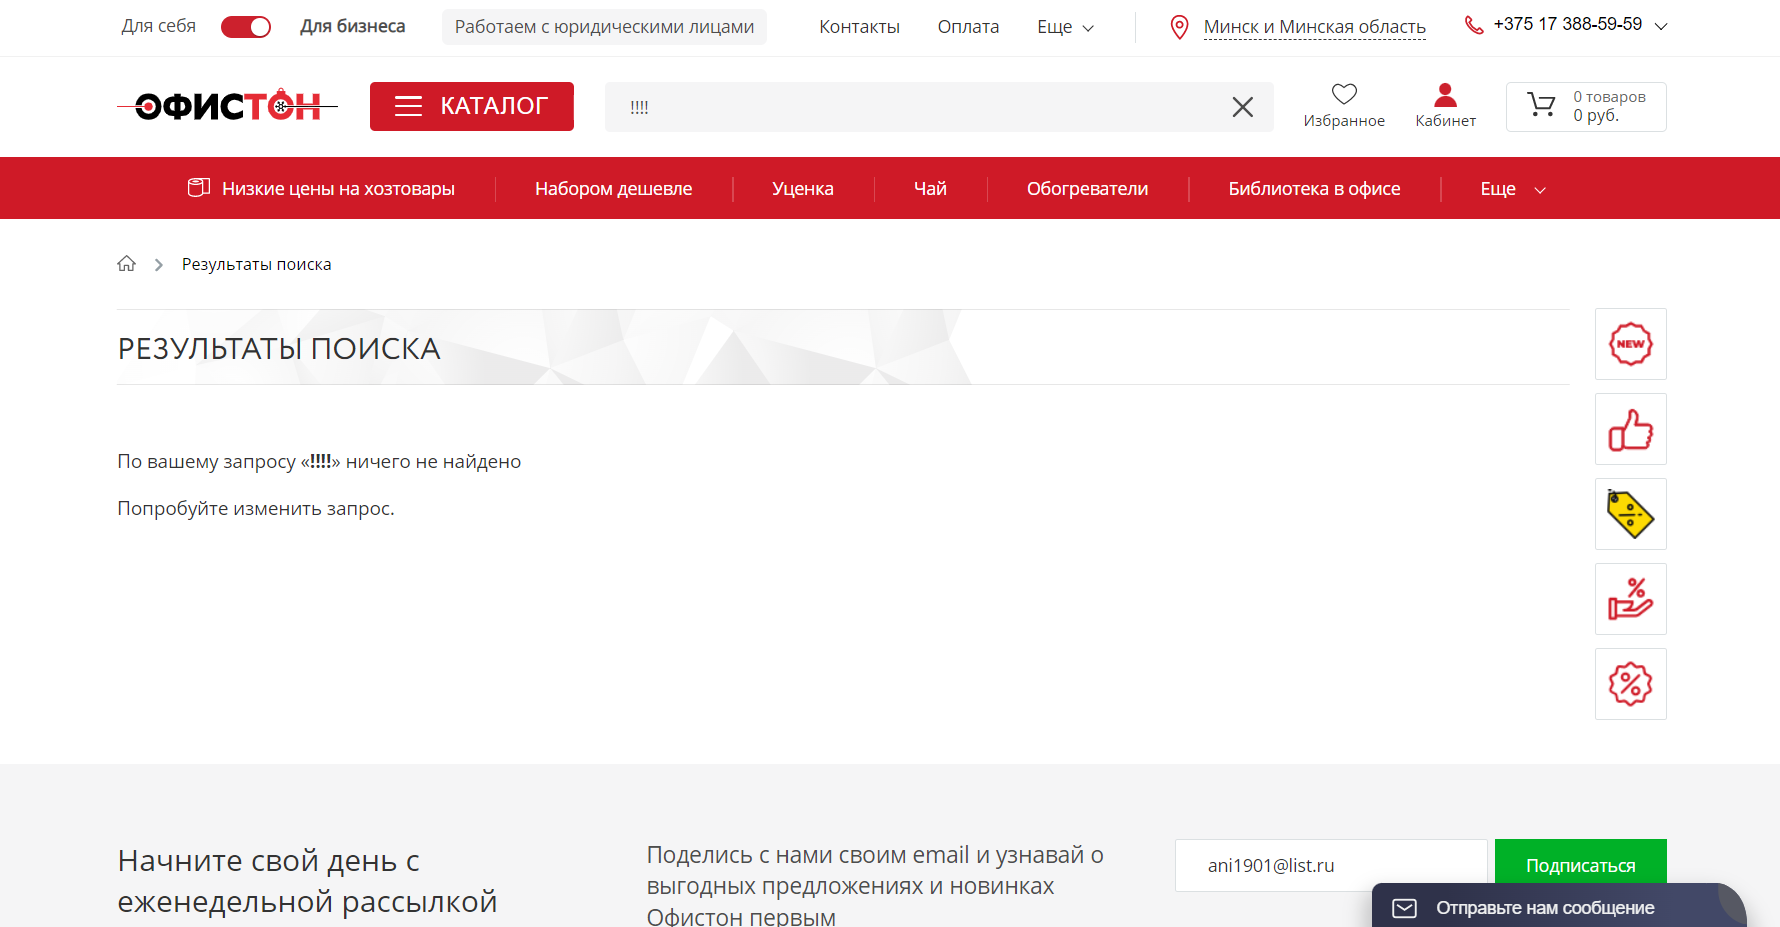 Для себя
Для бизнеса
Работаем с юридическими лицами
Контакты
Оплата
Еще
Минск и Минская область
+375 17 388-59-59
ОФИСТОН
КАТАЛОГ
!!!!
Избранное
Кабинет
0 товаров
0 руб.
Низкие цены на хозтовары
Набором дешевле
Уценка
Чай
Обогреватели
Библиотека в офисе
Еще
Результаты поиска
РЕЗУЛЬТАТЫ ПОИСКА
NEW
По вашему запросу «!!!!» ничего не найдено
Попробуйте изменить запрос.
Начните свой день с
еженедельной рассылкой
Поделись с нами своим email и узнавай о
выгодных предложениях и новинках
Офистон первым
ani1901@list.ru
Подписаться
Отправьте нам сообщение